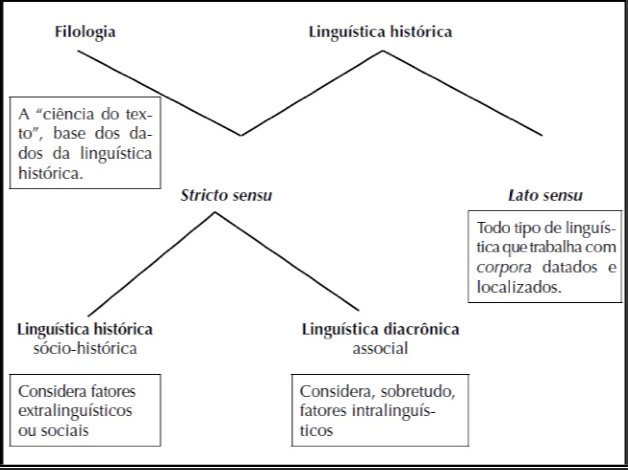 Filologia
Linguística histórica
A “ciência do tex-
to”, base dos da-
dos da linguística
histórica.
Stricto sensu
Lato sensu
Todo tipo de linguís-
tica que trabalha com
corpora datados e
localizados.
Linguística histórica
sócio-histórica
Linguística diacrônica
associal
Considera fatores
extralinguísticos
ou sociais
Considera, sobretudo,
fatores intralinguís-
ticos